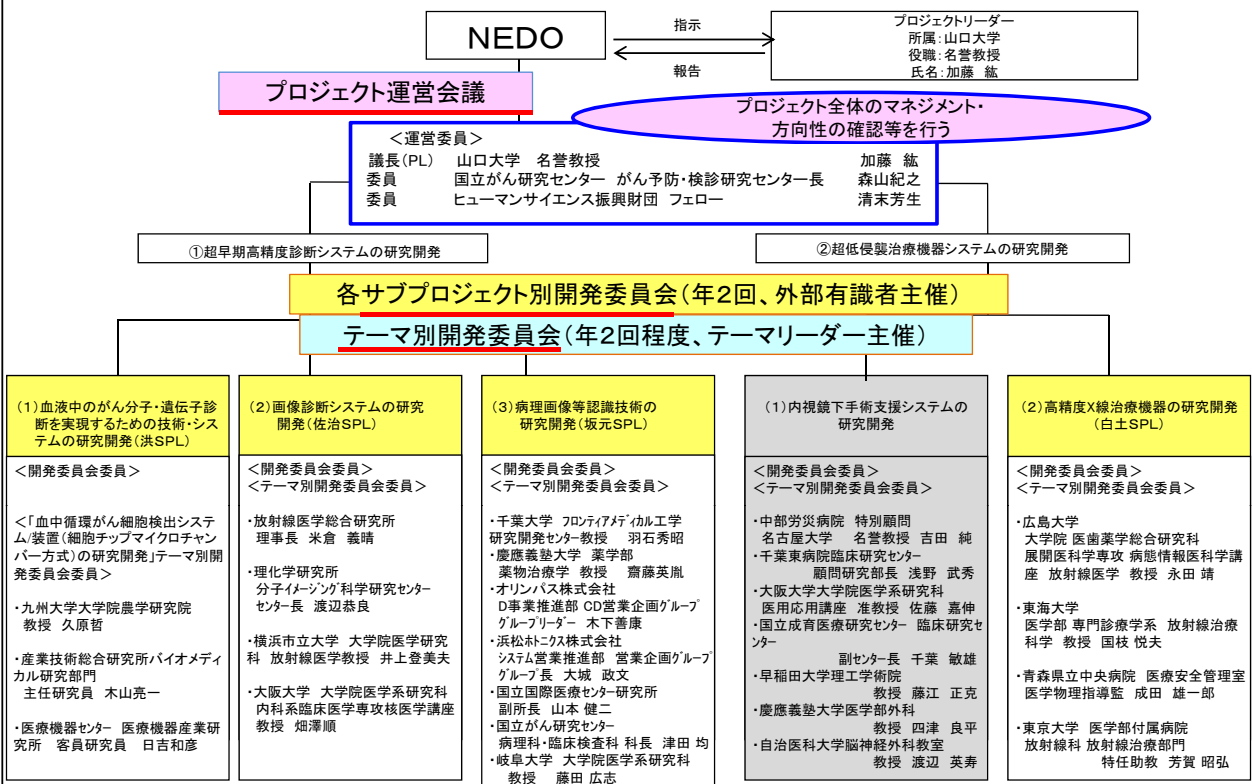 NEDO
指示
報告
プロジェクトリーダー
所属:山口大学
役職:名誉教授
氏名:加藤 紘
プロジェクト運営会議
プロジェクト全体のマネジメント・
方向性の確認等を行う
<運営委員>
議長(PL) 山口大学 名誉教授 加藤 紘
委員 国立がん研究センター がん予防・検診研究センター長 森山紀之
委員 ヒューマンサイエンス振興財団 フェロー 清末芳生
①超早期高精度診断システムの研究開発
②超低侵襲治療機器システムの研究開発
各サブプロジェクト別開発委員会(年2回、外部有識者主催)
テーマ別開発委員会(年2回程度、テーマリーダー主催)
(1)血液中のがん分子・遺伝子診
断を実現するための技術・シス
テムの研究開発(洪SPL)
<開発委員会委員>
<「血中循環がん細胞検出システ
ム/装置(細胞チップマイクロチャン
バー方式)の研究開発」テーマ別開
発委員会委員>
・九州大学大学院農学研究院
教授 久原哲
・産業技術総合研究所バイオメディ
カル研究部門
主任研究員 木山亮一
・医療機器センター 医療機器産業研
究所 客員研究員 日吉和彦
(2)画像診断システムの研究
開発(佐治SPL)
<開発委員会委員>
<テーマ別開発委員会委員>
・放射線医学総合研究所
理事長 米倉 義晴
・理化学研究所
分子イメージング科学研究センター
センター長 渡辺恭良
・横浜市立大学 大学院医学研究
科 放射線医学教授 井上登美夫
・大阪大学 大学院医学系研究科
内科系臨床医学専攻核医学講座
教授 畑澤順
(3)病理画像等認識技術の
研究開発(坂元SPL)
<開発委員会委員>
<テーマ別開発委員会委員>
・千葉大学 フロンティアメディカル工学
研究開発センター教授 羽石秀昭
・慶應義塾大学 薬学部
薬物治療学 教授 齋藤英胤
・オリンパス株式会社
D事業推進部 CD営業企画グループ
グループリーダー 木下善康
・浜松ホトニクス株式会社
システム営業推進部 営業企画グループ
グループ長 大城 政文
・国立国際医療センター研究所
副所長 山本 健二
・国立がん研究センター
病理科・臨床検査科 科長 津田 均
・岐阜大学 大学院医学系研究科
教授 藤田 広志
(1)内視鏡下手術支援システムの
研究開発
<開発委員会委員>
<テーマ別開発委員会委員>
・中部労災病院 特別顧問
名古屋大学 名誉教授 吉田 純
・千葉東病院臨床研究センター
顧問研究部長 浅野 武秀
・大阪大学大学院医学系研究科
医用応用講座 准教授 佐藤 嘉伸
・国立成育医療研究センター 臨床研究セ
ンター
副センター長 千葉 敏雄
・早稲田大学理工学術院
教授 藤江 正克
・慶應義塾大学医学部外科
教授 四津 良平
・自治医科大学脳神経外科教室
教授 渡辺 英寿
(2)高精度X線治療機器の研究開発
(白土SPL)
<開発委員会委員>
<テーマ別開発委員会委員>
・広島大学
大学院 医歯薬学総合研究科
展開医科学専攻 病態情報医科学講
座 放射線医学 教授 永田 靖
・東海大学
医学部 専門診療学系 放射線治療
科学 教授 国枝 悦夫
・青森県立中央病院 医療安全管理室
医学物理指導監 成田 雄一郎
・東京大学 医学部付属病院
放射線科 放射線治療部門
特任助教 芳賀 昭弘